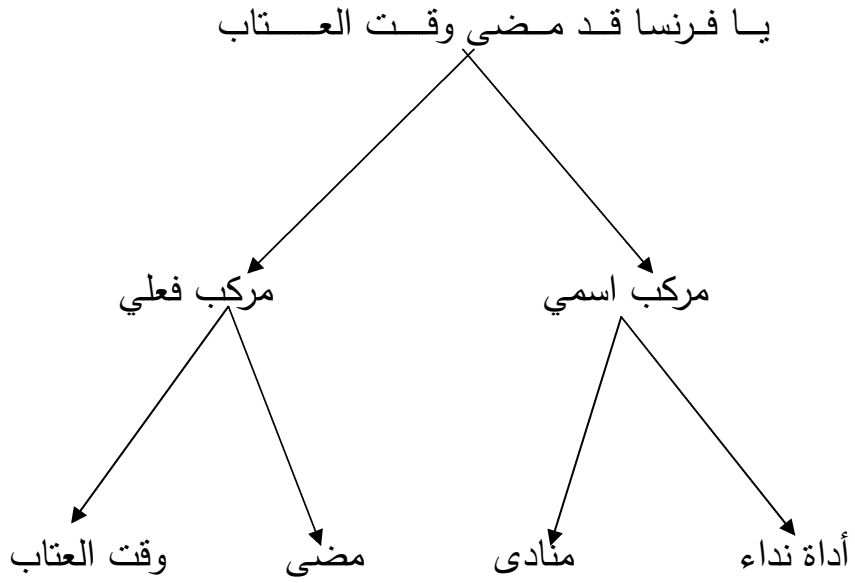 يا فرنسا قد مضى وقت العتاب
مركب اسمي مركب فعلي
أداة نداء منادى مضى وقت العتاب